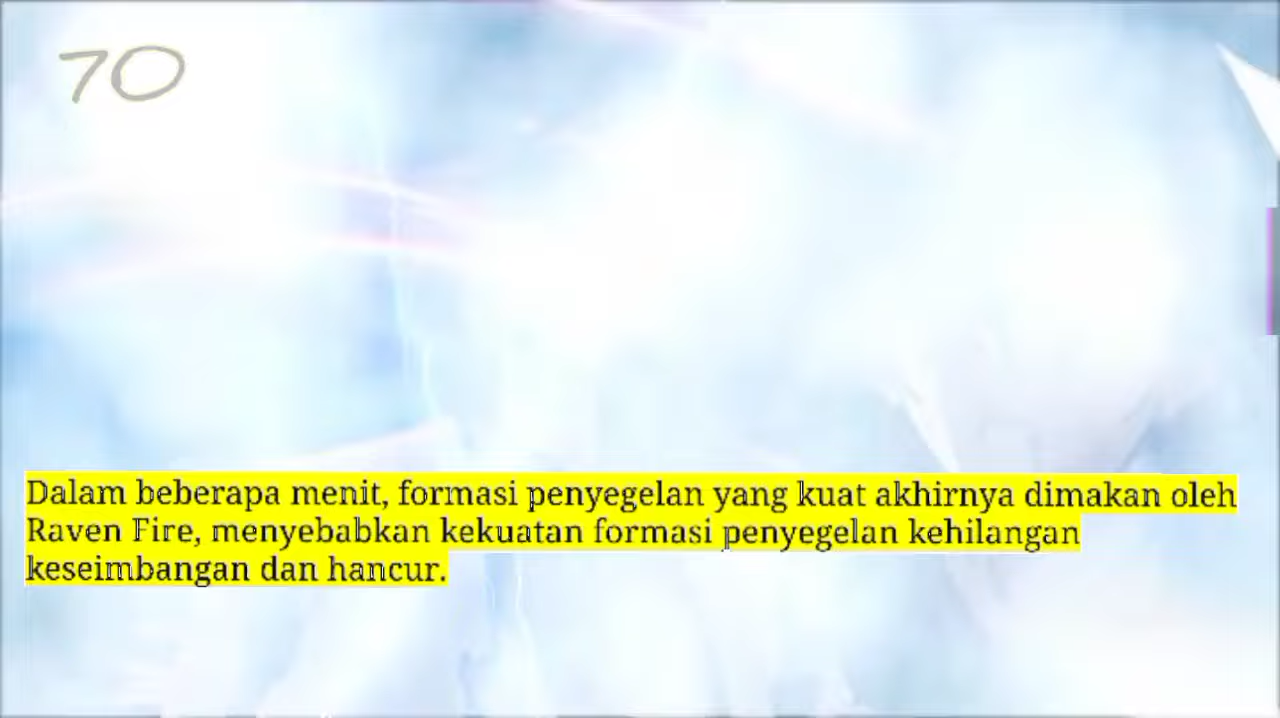 70
Dalam beberapa menit, formasi penyegelan yang kuat akhirnya dimakan oleh
Raven Fire, menyebabkan kekuatan formasi penyegelan kehilangan
keseimbangan dan hancur.